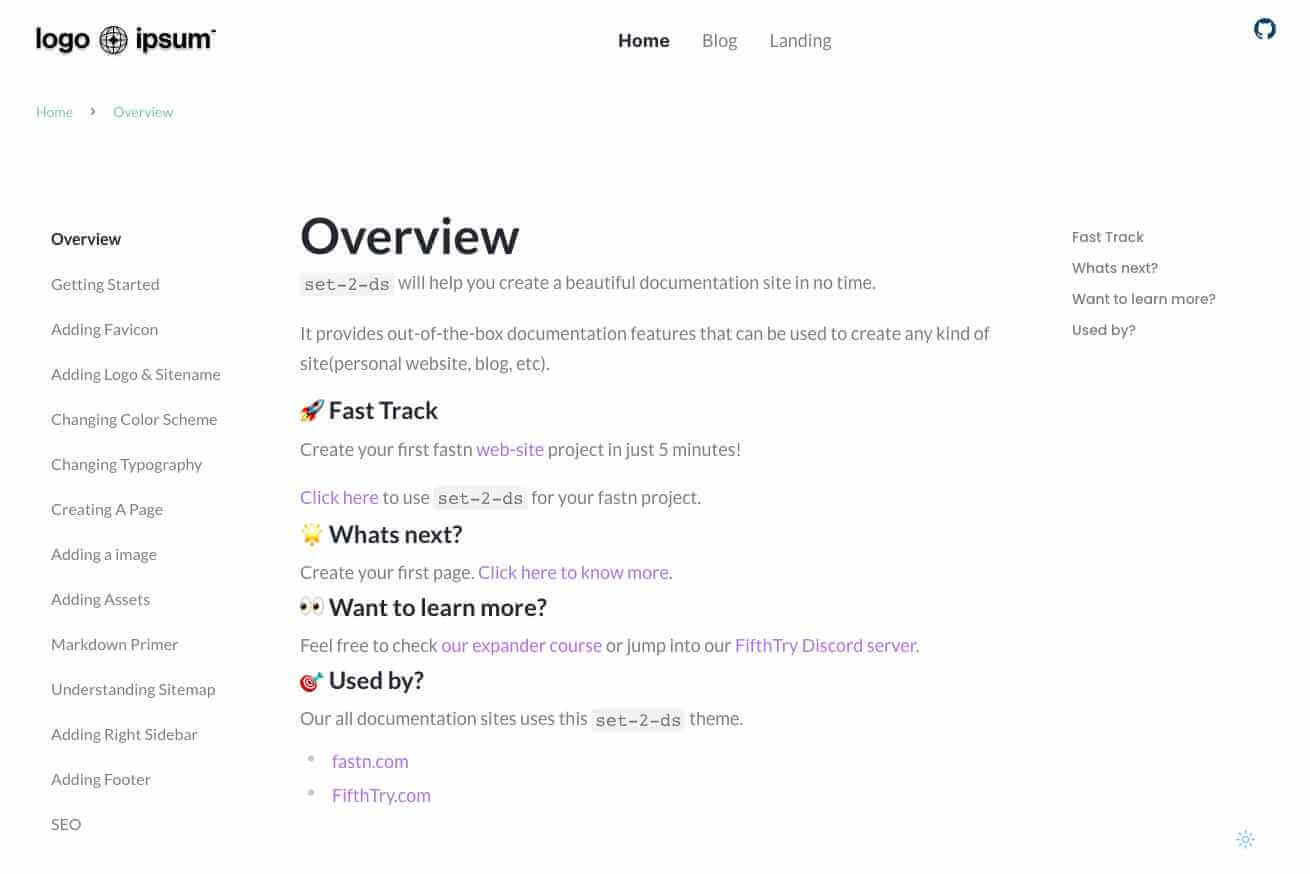 logo ipsum
Home Blog Landing
Home › Overview
Overview
Getting Started
Adding Favicon
Adding Logo & Sitename
Changing Color Scheme
Changing Typography
Creating A Page
Adding a image
Adding Assets
Markdown Primer
Understanding Sitemap
Adding Right Sidebar
Adding Footer
SEO
Overview
set-2-ds will help you create a beautiful documentation site in no time.
It provides out-of-the-box documentation features that can be used to create any kind of
site(personal website, blog, etc).
🚀 Fast Track
Create your first fastn web-site project in just 5 minutes!
Click here to use set-2-ds for your fastn project.
🌟 Whats next?
Create your first page. Click here to know more.
👀 Want to learn more?
Feel free to check our expander course or jump into our FifthTry Discord server.
🎯 Used by?
Our all documentation sites uses this set-2-ds theme.
• fastn.com
• FifthTry.com
Fast Track
Whats next?
Want to learn more?
Used by?